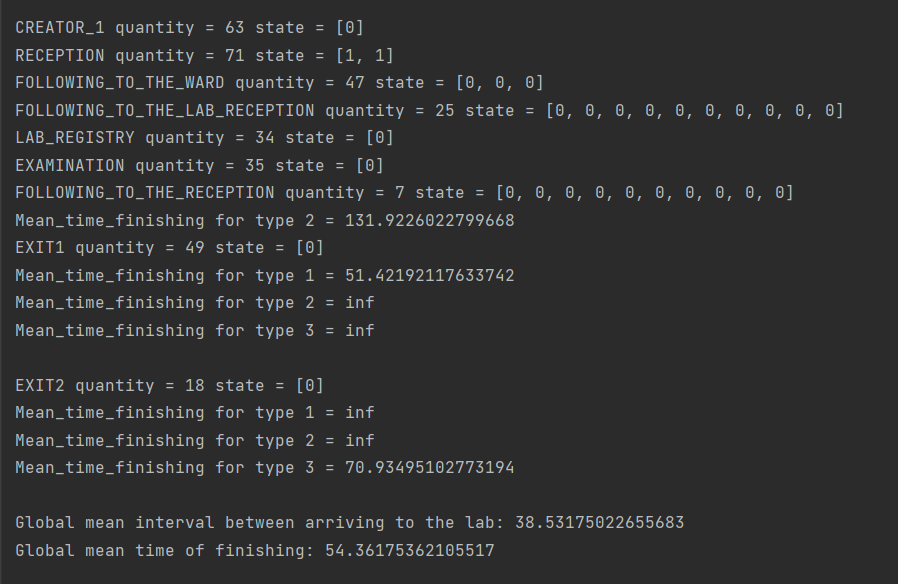 CREATOR_1 quantity = 63 state = [0]
RECEPTION quantity = 71 state = [1, 1]
FOLLOWING_TO_THE_WARD quantity = 47 state = [0, 0, 0]
FOLLOWING_TO_THE_LAB_RECEPTION quantity = 25 state = [0, 0, 0, 0, 0, 0, 0, 0, 0, 0]
LAB_REGISTRY quantity = 34 state = [0]
EXAMINATION quantity = 35 state = [0]
FOLLOWING_TO_THE_RECEPTION quantity = 7 state = [0, 0, 0, 0, 0, 0, 0, 0, 0, 0]
Mean_time_finishing for type 2 = 131.9226022799668
EXIT1 quantity = 49 state = [0]
Mean_time_finishing for type 1 = 51.42192117633742
Mean_time_finishing for type 2 = inf
Mean_time_finishing for type 3 = inf
EXIT2 quantity = 18 state = [0]
Mean_time_finishing for type 1 = inf
Mean_time_finishing for type 2 = inf
Mean_time_finishing for type 3 = 70.93495102773194
Global mean interval between arriving to the lab: 38.53175022655683
Global mean time of finishing: 54.36175362105517